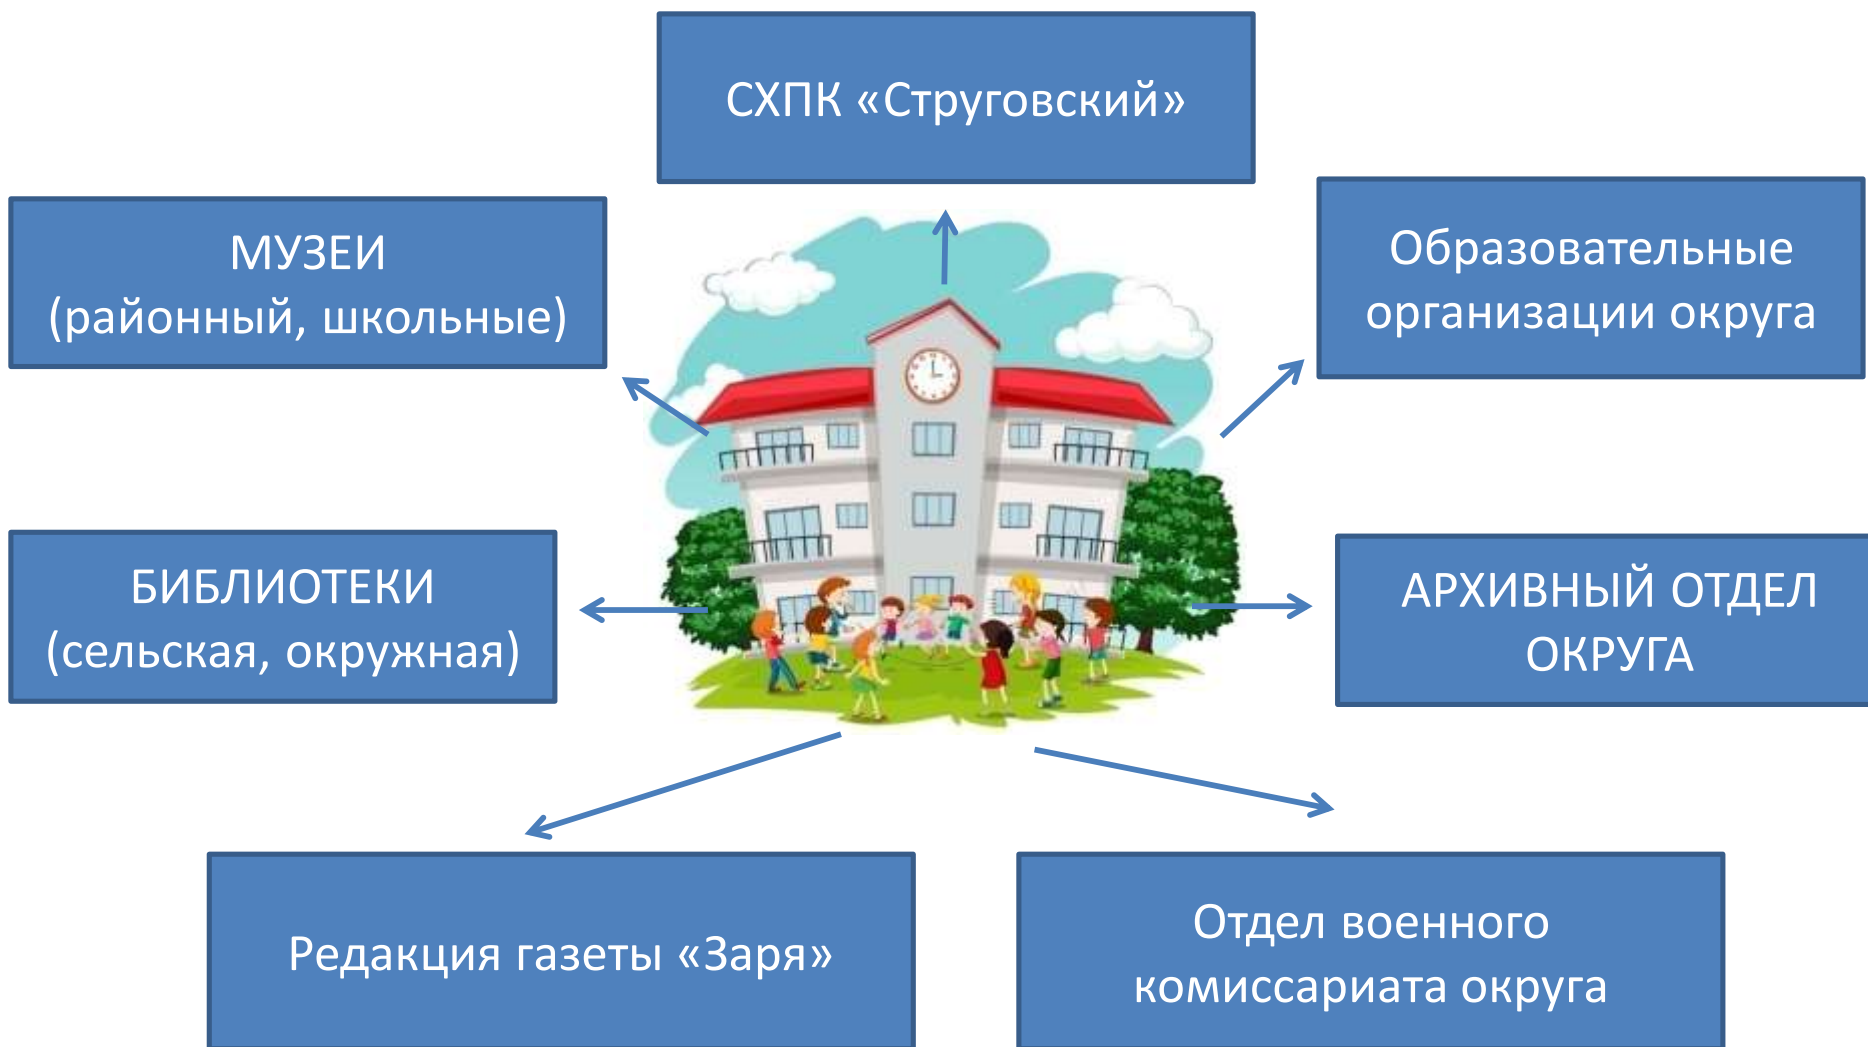 СХПК «Струговский»
МУЗЕИ
(районный, школьные)
Образовательные
организации округа
БИБЛИОТЕКИ
(сельская, окружная)
АРХИВНЫЙ ОТДЕЛ
ОКРУГА
Редакция газеты «Заря»
Отдел военного
комиссариата округа